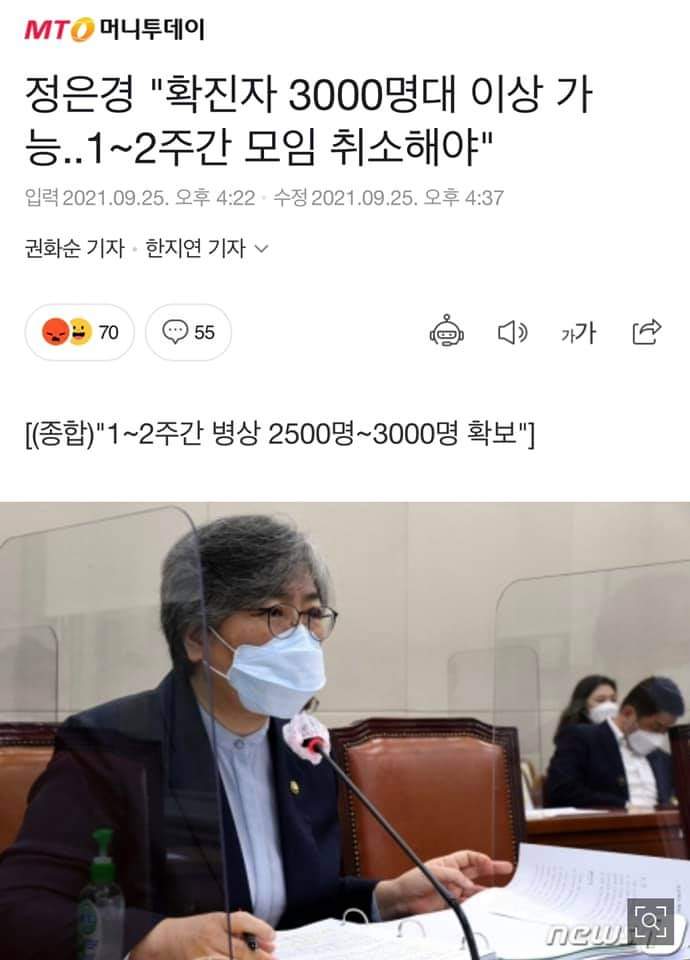 MTO 머니투데이
정은경 "확진자 3000명대 이상 가
능..1~2주간 모임 취소해야"
입력 2021.09.25. 오후 4:22 · 수정 2021.09.25. 오후 4:37
권화순 기자 · 한지연 기자
70 55 가가
[(종합)"1~2주간 병상 2500명~3000명 확보"]
news1